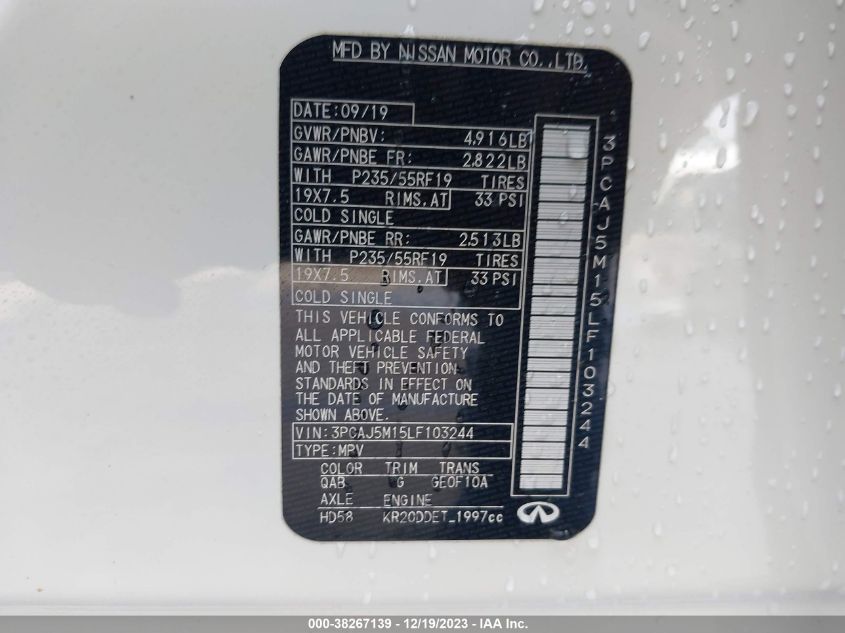 MFD BY NISSAN MOTOR CO.,LTD.
DATE:09/19
GVWR/PNBV: 4,916LB
GAWR/PNBE FR: 2,822LB
WITH P235/55RF19 TIRES
19X7.5 RIMS.AT 33 PSI
COLD SINGLE
GAWR/PNBE RR: 2,513LB
WITH P235/55RF19 TIRES
19X7.5 RIMS.AT 33 PSI
COLD SINGLE
THIS VEHICLE CONFORMS TO
ALL APPLICABLE FEDERAL
MOTOR VEHICLE SAFETY
AND THEFT PREVENTION
STANDARDS IN EFFECT ON
THE DATE OF MANUFACTURE
SHOWN ABOVE.
VIN:3PCAJ5M15LF103244
TYPE:MPV
COLOR TRIM TRANS
QAB G GE0F10A
AXLE ENGINE
HD58 KR20DDET_1997cc
3PCAJ5M15LF103244
000-38267139 - 12/19/2023 - IAA Inc.